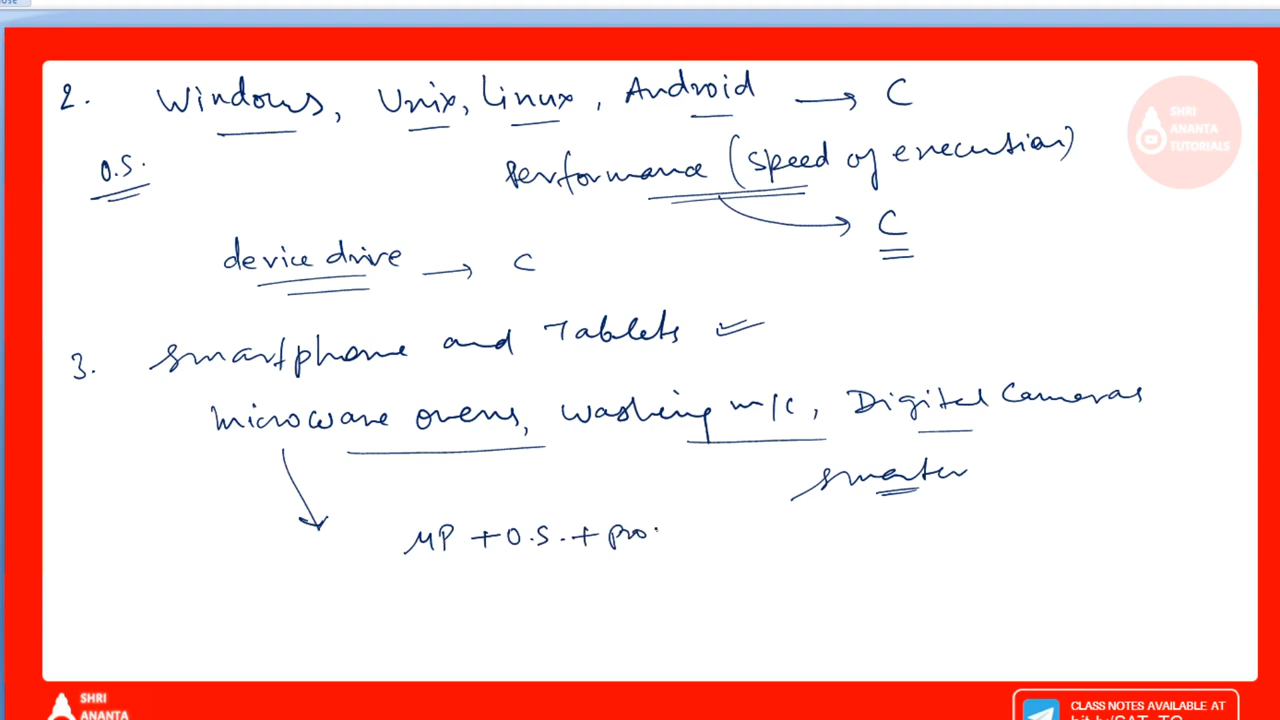 2. Windows, Unix, Linux, Android → C
SHRI ANANTA TUTORIALS
O.S.
performance (speed of execution)
→ C
device drive → C
3. Smartphone and Tablets ✓
microwave ovens, washing m/c, Digital Cameras
smarter
MP + O.S. + pro.
SHRI
ANANTA
CLASS NOTES AVAILABLE AT